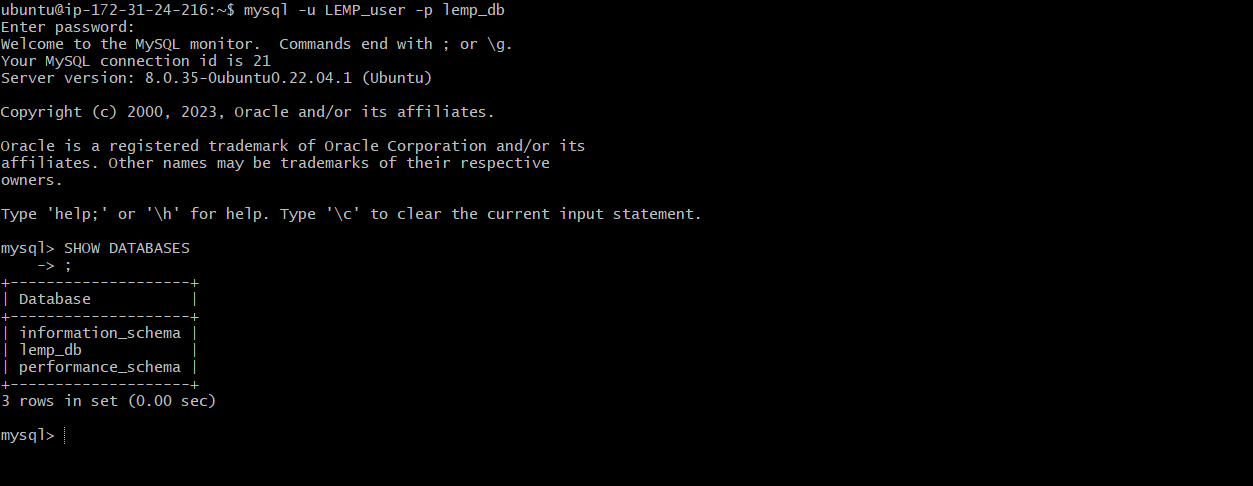 ubuntu@ip-172-31-24-216:~$ mysql -u LEMP_user -p lemp_db
Enter password:
Welcome to the MySQL monitor.  Commands end with ; or \g.
Your MySQL connection id is 21
Server version: 8.0.35-0ubuntu0.22.04.1 (Ubuntu)

Copyright (c) 2000, 2023, Oracle and/or its affiliates.

Oracle is a registered trademark of Oracle Corporation and/or its
affiliates. Other names may be trademarks of their respective
owners.

Type 'help;' or '\h' for help. Type '\c' to clear the current input statement.

mysql> SHOW DATABASES
    -> ;
+--------------------+
| Database           |
+--------------------+
| information_schema |
| lemp_db            |
| performance_schema |
+--------------------+
3 rows in set (0.00 sec)

mysql>